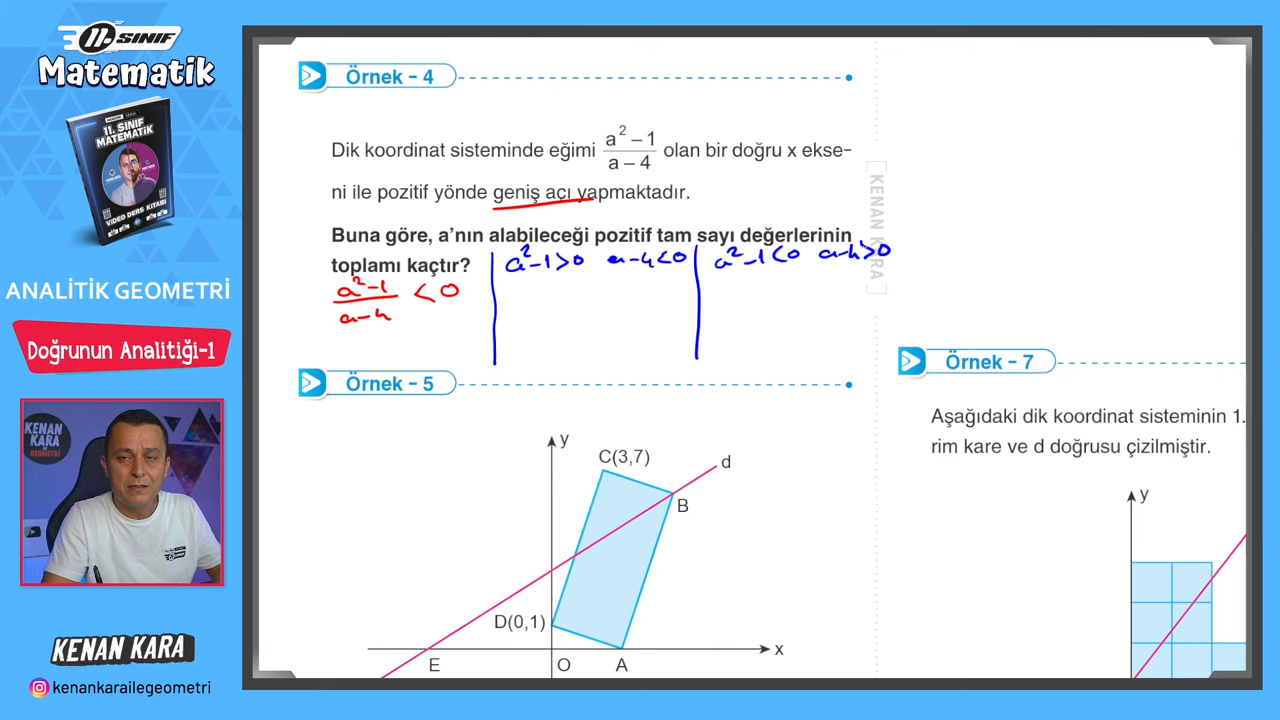 11. SINIF
Matematik
11. SINIF
MATEMATİK
VİDEO DERS KİTABI
ANALİTİK GEOMETRİ
Doğrunun Analitiği-1
KENAN
KARA
İLE
GEOMETRİ
KENAN KARA
kenankarailegeometri
Örnek - 4
Dik koordinat sisteminde eğimi (a² – 1)/(a – 4) olan bir doğru x ekse-
ni ile pozitif yönde geniş açı yapmaktadır.
Buna göre, a'nın alabileceği pozitif tam sayı değerlerinin
toplamı kaçtır?
a²-1>0 a-4<0
a²-1<0 a-4>0
(a²-1)/(a-4) < 0
KENAN KARA
Örnek - 5
y
C(3,7)
d
B
D(0,1)
x
E
O
A
Örnek - 7
Aşağıdaki dik koordinat sisteminin 1.
rim kare ve d doğrusu çizilmiştir.
y